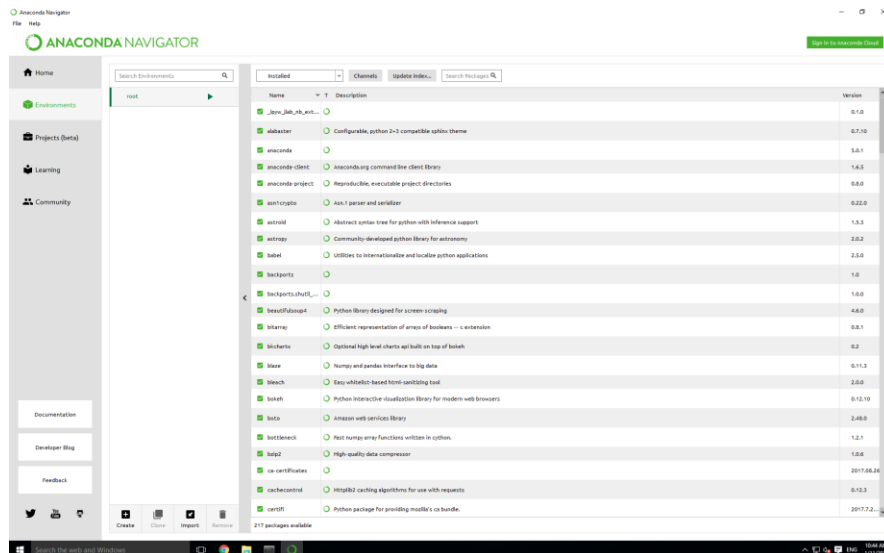 Anaconda Navigator
File Help
ANACONDA NAVIGATOR
Sign in to Anaconda Cloud
Home
Environments
Projects (beta)
Learning
Community
Documentation
Developer Blog
Feedback
Search Environments
root
Create Clone Import Remove
Installed Channels Update index... Search Packages
Name T Description Version
_ipyw_jlab_nb_ext... 0.1.0
alabaster Configurable, python 2+3 compatible sphinx theme 0.7.10
anaconda 5.0.1
anaconda-client Anaconda.org command line client library 1.6.5
anaconda-project Reproducible, executable project directories 0.8.0
asn1crypto Asn.1 parser and serializer 0.22.0
astroid Abstract syntax tree for python with inference support 1.5.3
astropy Community-developed python library for astronomy 2.0.2
babel Utilities to internationalize and localize python applications 2.5.0
backports 1.0
backports.shutil_... 1.0.0
beautifulsoup4 Python library designed for screen-scraping 4.6.0
bitarray Efficient representation of arrays of booleans -- c extension 0.8.1
bkcharts Optional high level charts api built on top of bokeh 0.2
blaze Numpy and pandas interface to big data 0.11.3
bleach Easy whitelist-based html-sanitizing tool 2.0.0
bokeh Python interactive visualization library for modern web browsers 0.12.10
boto Amazon web services library 2.48.0
bottleneck Fast numpy array functions written in cython. 1.2.1
bzip2 High-quality data compressor 1.0.6
ca-certificates 2017.08.26
cachecontrol Httplib2 caching algorithms for use with requests 0.12.3
certifi Python package for providing mozilla's ca bundle. 2017.7.2...
217 packages available
Search the web and Windows
ENG 10:44 AM